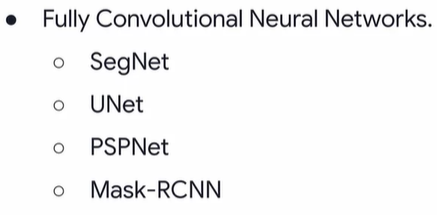 ● Fully Convolutional Neural Networks.
○ SegNet
○ UNet
○ PSPNet
○ Mask-RCNN